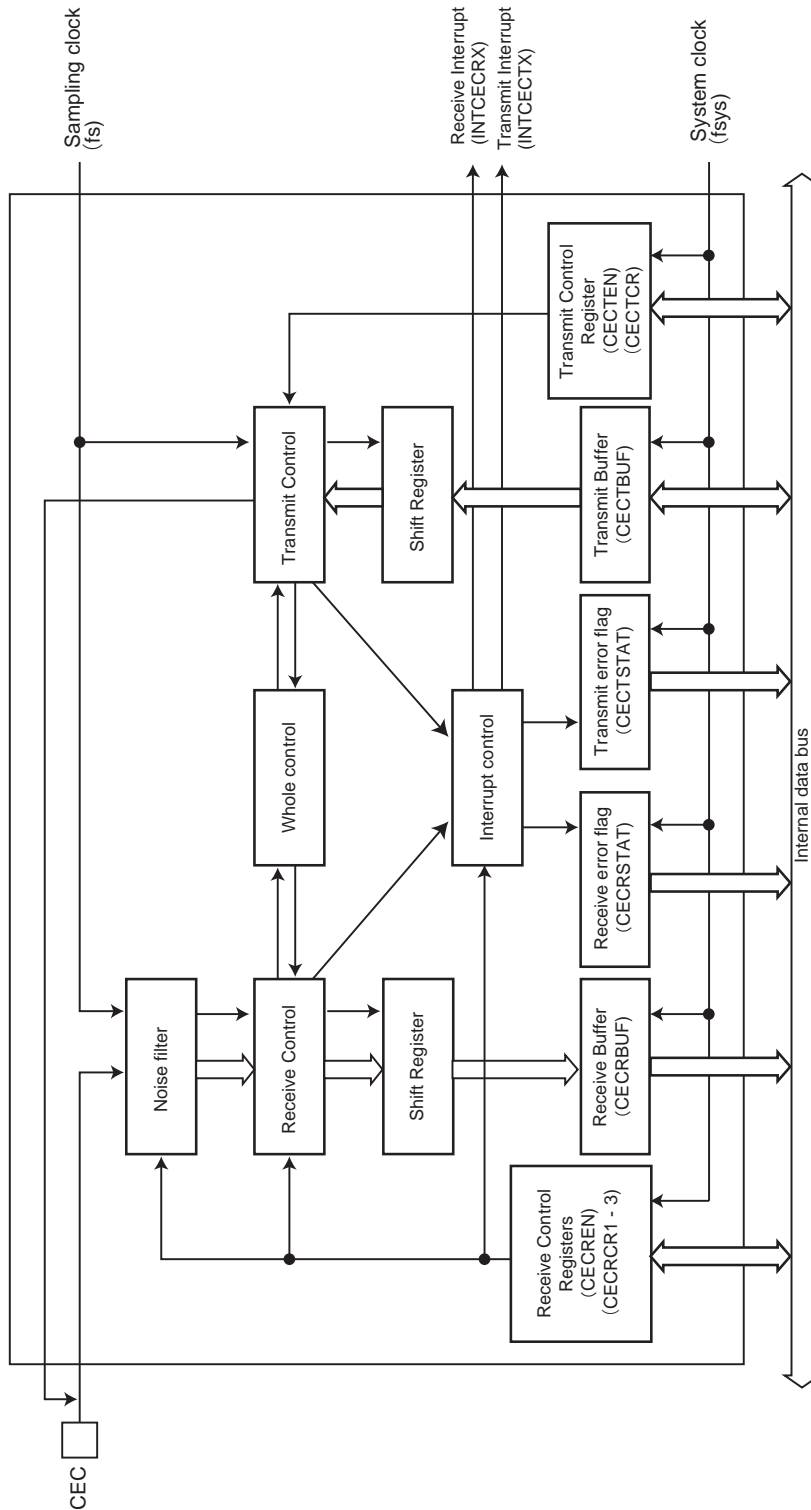 CEC
Sampling clock
(fs)
Noise filter
Receive Control
Whole control
Transmit Control
Shift Register
Shift Register
Interrupt control
Receive Interrupt
(INTCECRX)
Transmit Interrupt
(INTCECTX)
Receive Control
Registers
(CECREN)
(CECRCR1 - 3)
Receive Buffer
(CECRBUF)
Receive error flag
(CECRSTAT)
Transmit error flag
(CECTSTAT)
Transmit Buffer
(CECTBUF)
Transmit Control
Register
(CECTEN)
(CECTCR)
System clock
(fsys)
Internal data bus